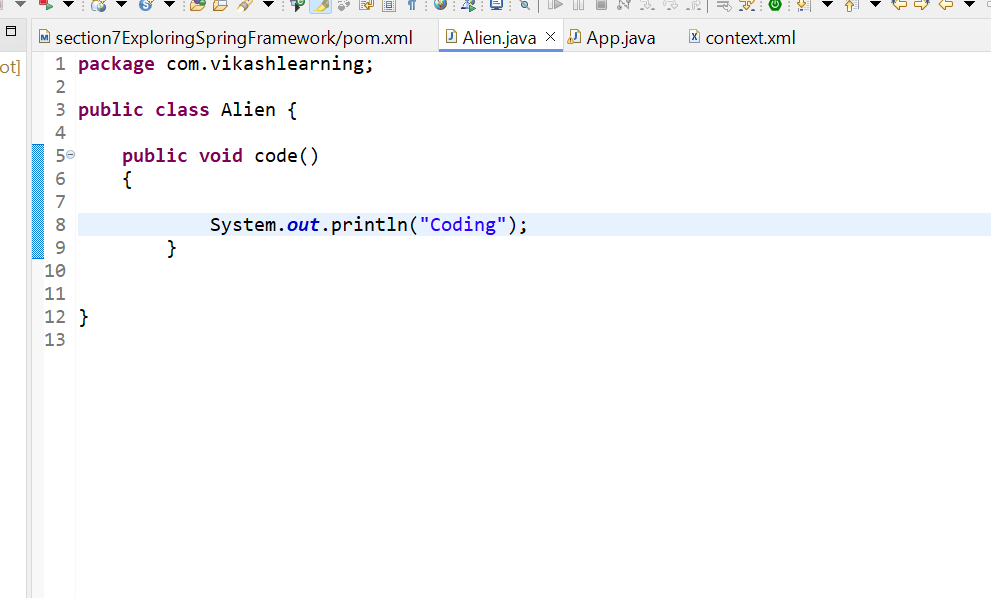 section7ExploringSpringFramework/pom.xml Alien.java App.java context.xml
ot]
1 package com.vikashlearning;
2
3 public class Alien {
4
5 public void code()
6 {
7
8 System.out.println("Coding");
9 }
10
11
12 }
13